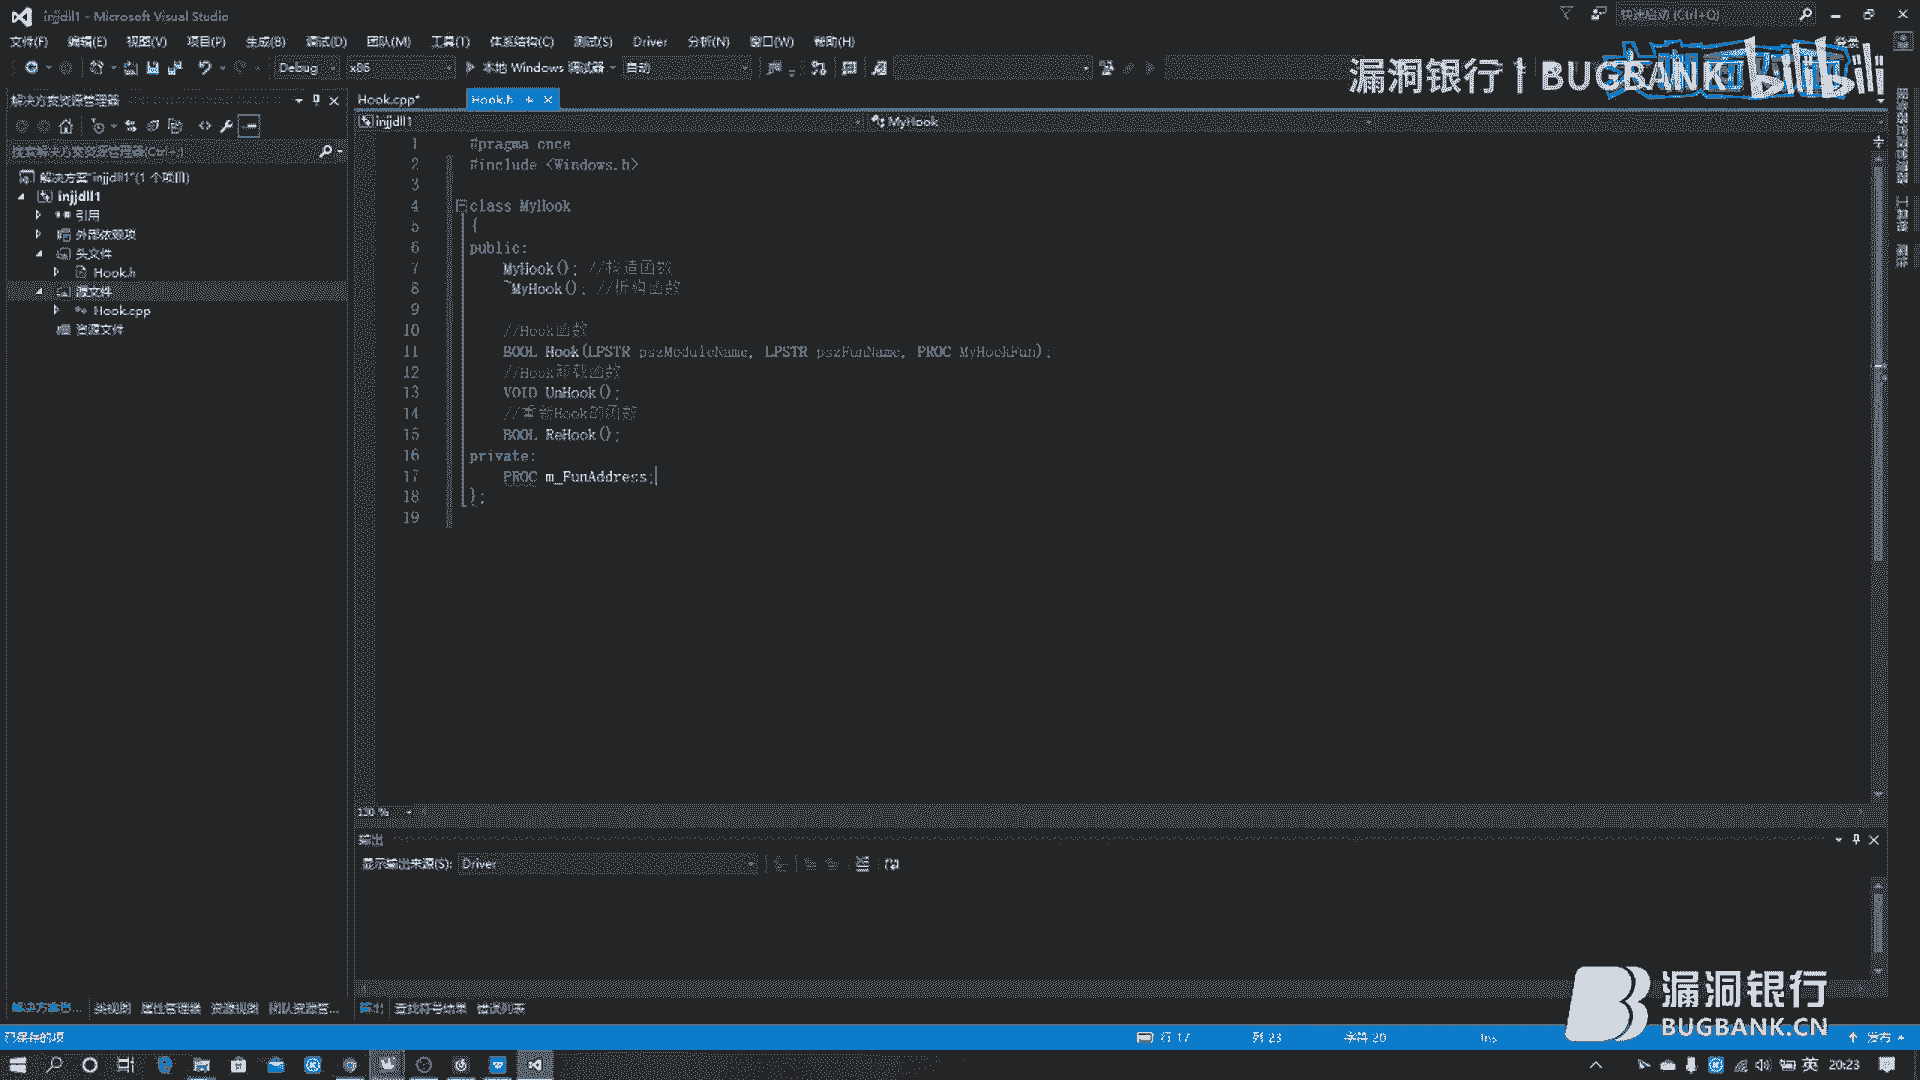 injjdll1 - Microsoft Visual Studio
快速启动 (Ctrl+Q)
文件(F) 编辑(E) 视图(V) 项目(P) 生成(B) 调试(D) 团队(M) 工具(T) 体系结构(C) 测试(S) Driver 分析(N) 窗口(W) 帮助(H)
Debug x86 本地 Windows 调试器 自动
漏洞银行 | BUGBANK bilibili
解决方案资源管理器
Hook.cpp* Hook.h
injjdll1 MyHook
搜索解决方案资源管理器(Ctrl+;)
解决方案"injjdll1"(1 个项目)
injjdll1
引用
外部依赖项
头文件
Hook.h
源文件
Hook.cpp
资源文件
1 #pragma once
2 #include <Windows.h>
3
4 class MyHook
5 {
6 public:
7 MyHook(); //构造函数
8 ~MyHook(); //析构函数
9
10 //Hook函数
11 BOOL Hook(LPSTR pszModuleName, LPSTR pszFunName, PROC MyHookFun);
12 //Hook卸载函数
13 VOID UnHook();
14 //重新Hook的函数
15 BOOL ReHook();
16 private:
17 PROC m_FunAddress;
18 };
19
130 %
输出
显示输出来源(S): Driver
解决方案资... 类视图 属性管理器 资源视图 团队资源管...
输出 查找符号结果 错误列表
已保存的项 行 17 列 23 字符 20 Ins 发布
漏洞银行
BUGBANK.CN
英 20:23